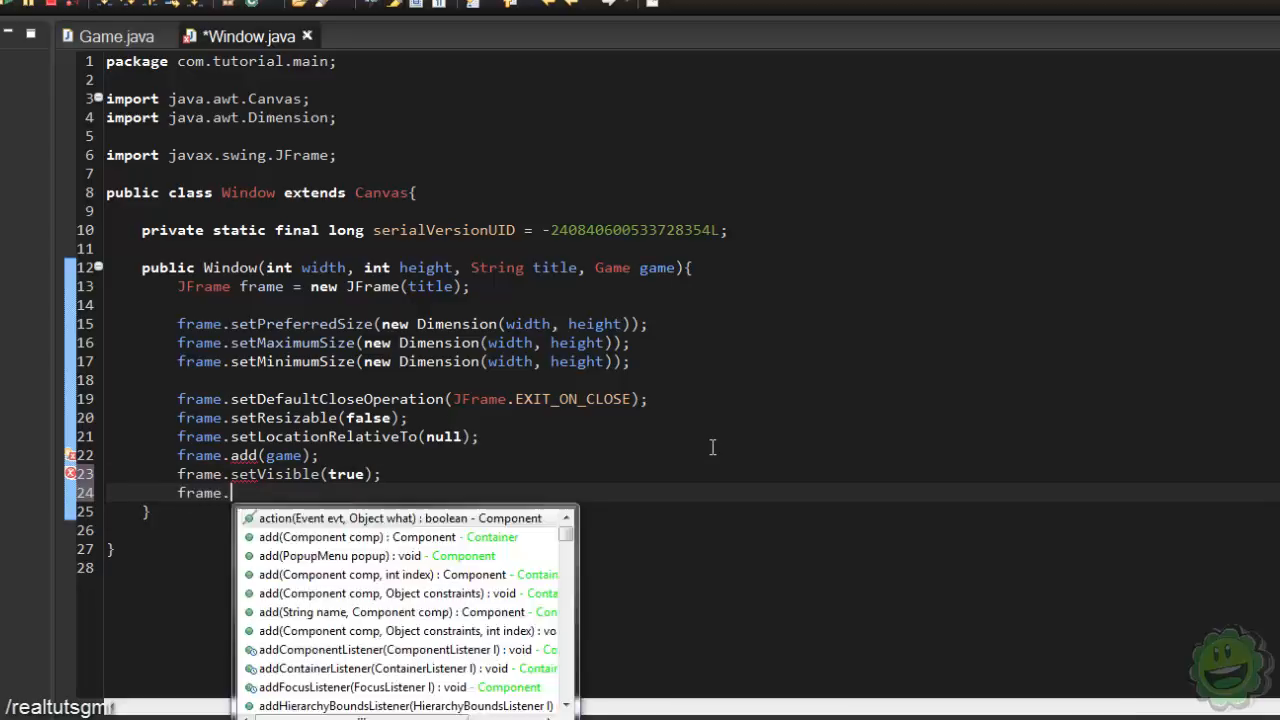 Game.java *Window.java
1 package com.tutorial.main;
2
3 import java.awt.Canvas;
4 import java.awt.Dimension;
5
6 import javax.swing.JFrame;
7
8 public class Window extends Canvas{
9
10 private static final long serialVersionUID = -240840600533728354L;
11
12 public Window(int width, int height, String title, Game game){
13 JFrame frame = new JFrame(title);
14
15 frame.setPreferredSize(new Dimension(width, height));
16 frame.setMaximumSize(new Dimension(width, height));
17 frame.setMinimumSize(new Dimension(width, height));
18
19 frame.setDefaultCloseOperation(JFrame.EXIT_ON_CLOSE);
20 frame.setResizable(false);
21 frame.setLocationRelativeTo(null);
22 frame.add(game);
23 frame.setVisible(true);
24 frame.
25 }
26
27 }
28
action(Event evt, Object what) : boolean - Component
add(Component comp) : Component - Container
add(PopupMenu popup) : void - Component
add(Component comp, int index) : Component - Contain
add(Component comp, Object constraints) : void - Conta
add(String name, Component comp) : Component - Con
add(Component comp, Object constraints, int index) : vo
addComponentListener(ComponentListener l) : void - Co
addContainerListener(ContainerListener l) : void - Contai
addFocusListener(FocusListener l) : void - Component
addHierarchyBoundsListener(HierarchyBoundsListener l)
/realtutsgm